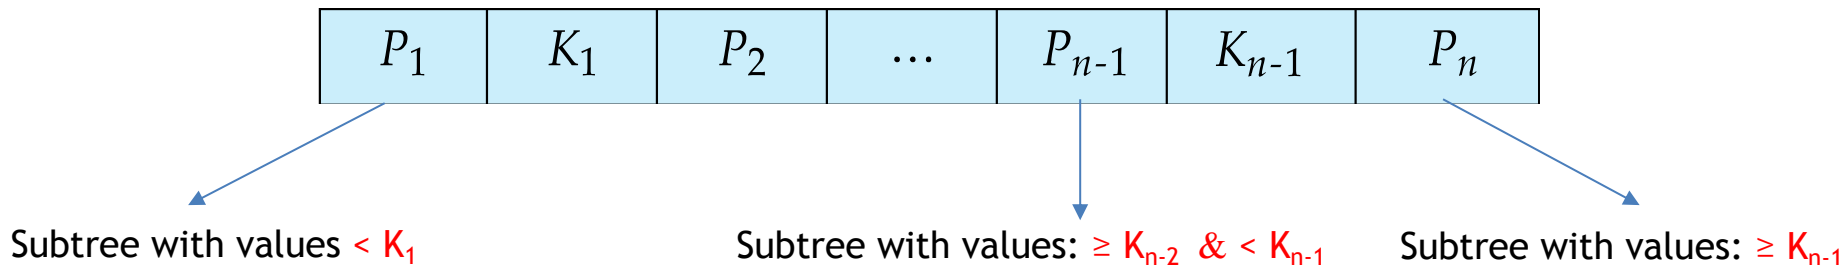 P₁ K₁ P₂ … Pₙ₋₁ Kₙ₋₁ Pₙ
Subtree with values < K₁ Subtree with values: ≥ Kₙ₋₂ & < Kₙ₋₁ Subtree with values: ≥ Kₙ₋₁